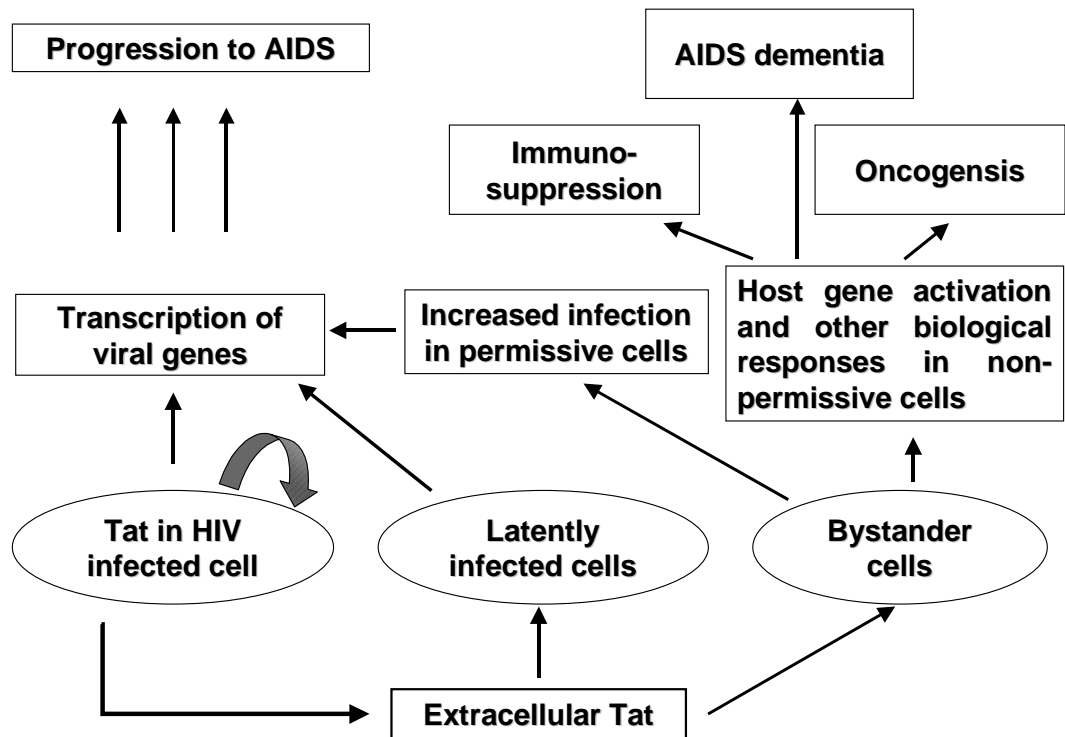 Progression to AIDS
AIDS dementia
Immuno-
suppression
Oncogensis
Transcription of
viral genes
Increased infection
in permissive cells
Host gene activation
and other biological
responses in non-
permissive cells
Tat in HIV
infected cell
Latently
infected cells
Bystander
cells
Extracellular Tat